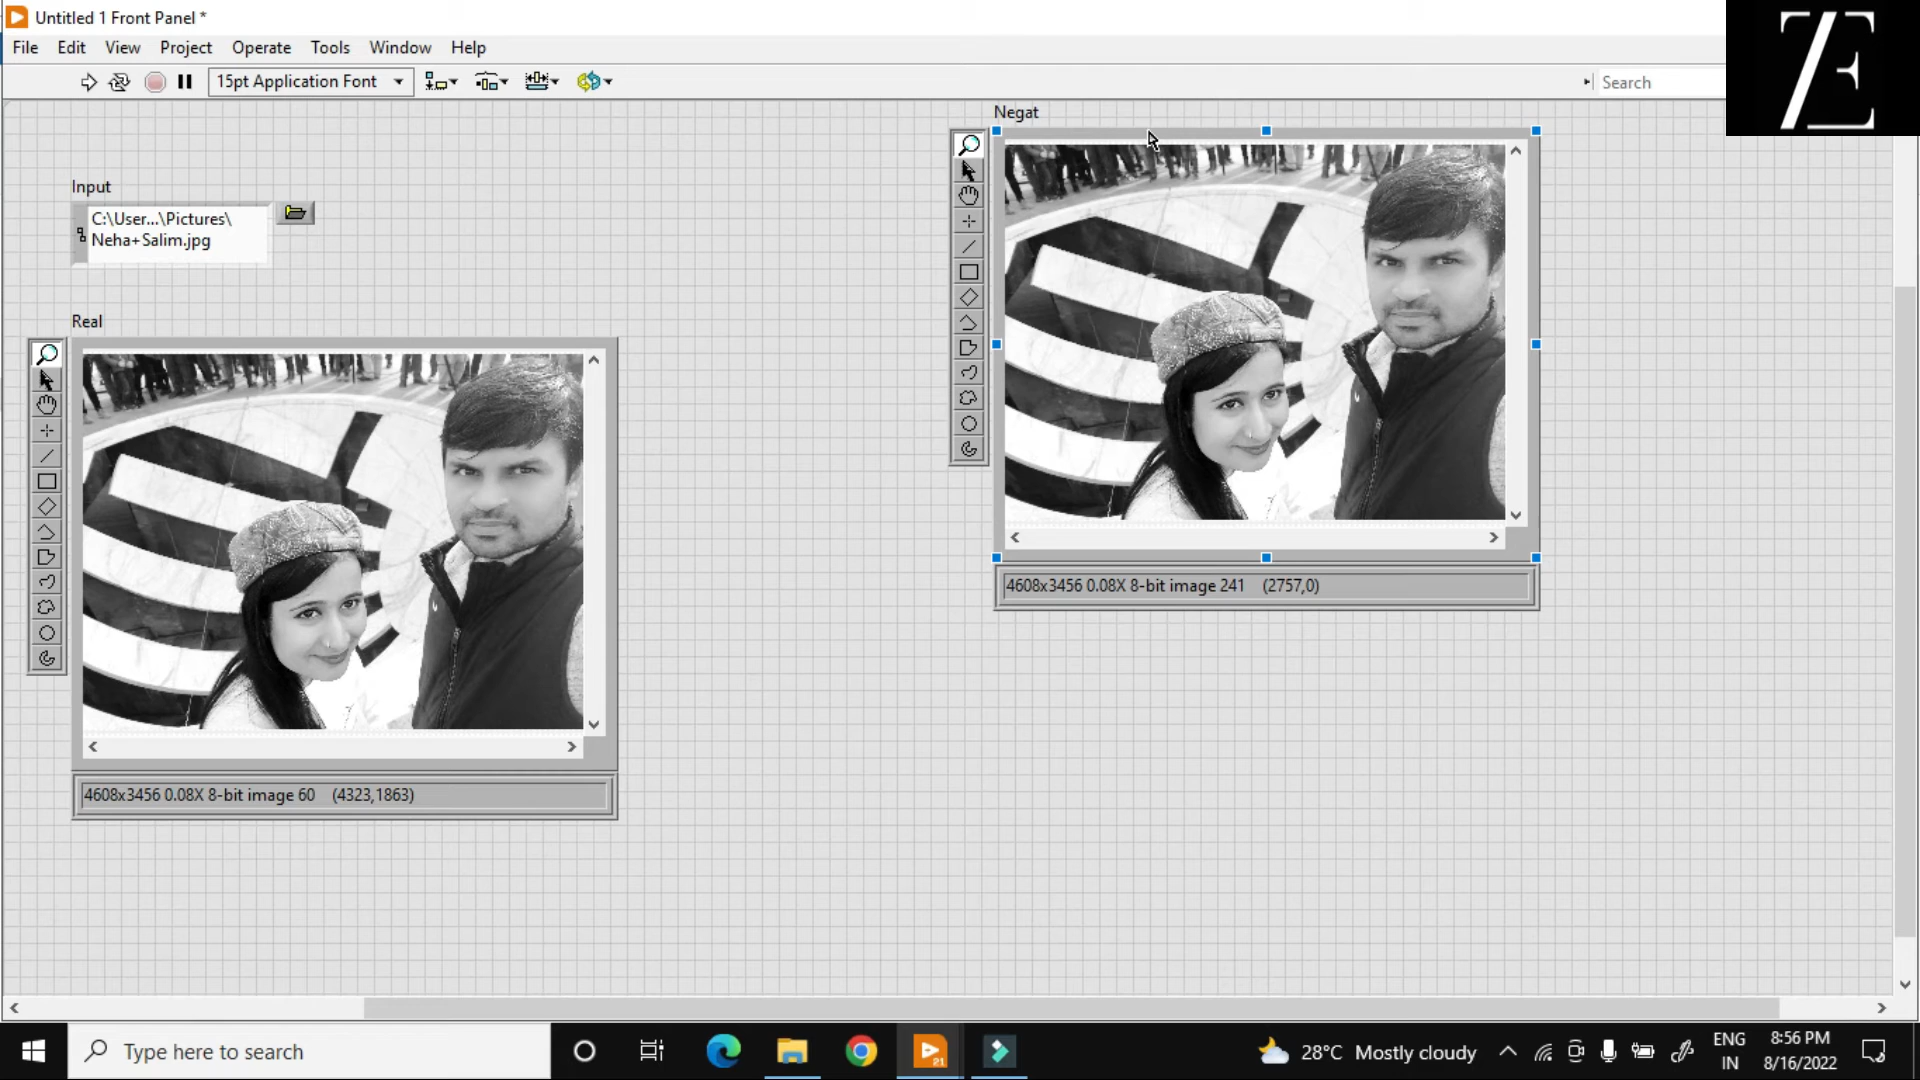 Untitled 1 Front Panel *
File Edit View Project Operate Tools Window Help
15pt Application Font
Search
ZE
Negat
Input
C:\User...\Pictures\
Neha+Salim.jpg
Real
4608x3456 0.08X 8-bit image 241 (2757,0)
4608x3456 0.08X 8-bit image 60 (4323,1863)
Type here to search
21
28°C Mostly cloudy
ENG
IN
8:56 PM
8/16/2022